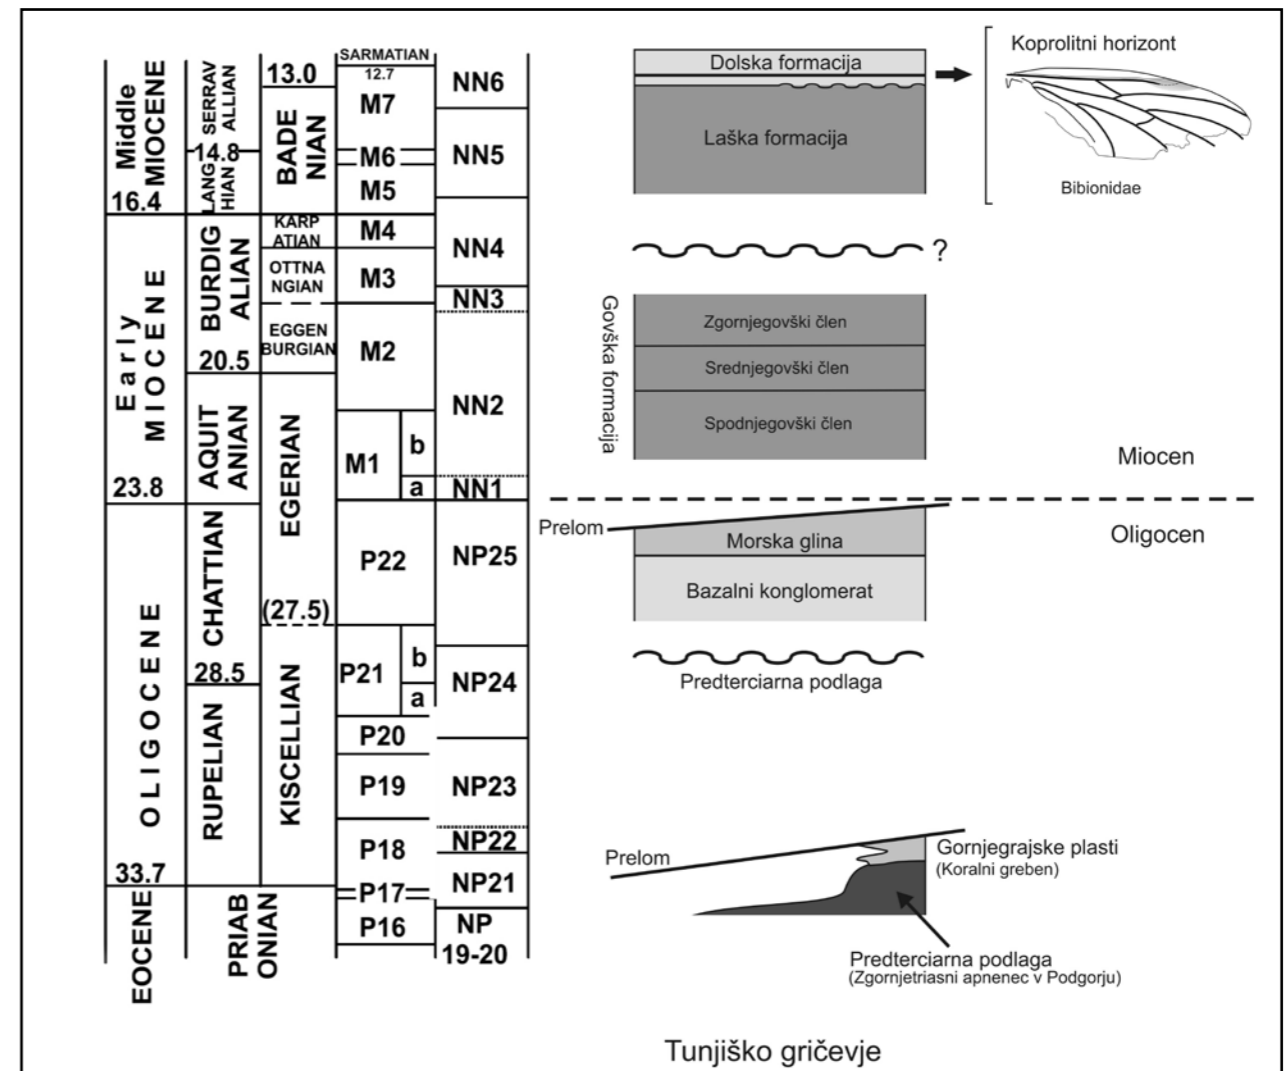 Middle
MIOCENE
16.4
Early
MIOCENE
23.8
OLIGOCENE
33.7
EOCENE
SERRAV
ALLIAN
14.8
LANG
HIAN
BURDIG
ALIAN
20.5
AQUIT
ANIAN
CHATTIAN
28.5
RUPELIAN
PRIAB
ONIAN
13.0
BADE
NIAN
KARP
ATIAN
OTTNA
NGIAN
EGGEN
BURGIAN
EGERIAN
(27.5)
KISCELLIAN
SARMATIAN
12.7
M7
M6
M5
M4
M3
M2
M1
b
a
P22
P21
b
a
P20
P19
P18
P17
P16
NN6
NN5
NN4
NN3
NN2
NN1
NP25
NP24
NP23
NP22
NP21
NP
19-20
Dolska formacija
Laška formacija
Koprolitni horizont
Bibionidae
?
Govška formacija
Zgornjegovški člen
Srednjegovški člen
Spodnjegovški člen
Miocen
Oligocen
Prelom
Morska glina
Bazalni konglomerat
Predterciarna podlaga
Prelom
Gornjegrajske plasti
(Koralni greben)
Predterciarna podlaga
(Zgornjetriasni apnenec v Podgorju)
Tunjiško gričevje